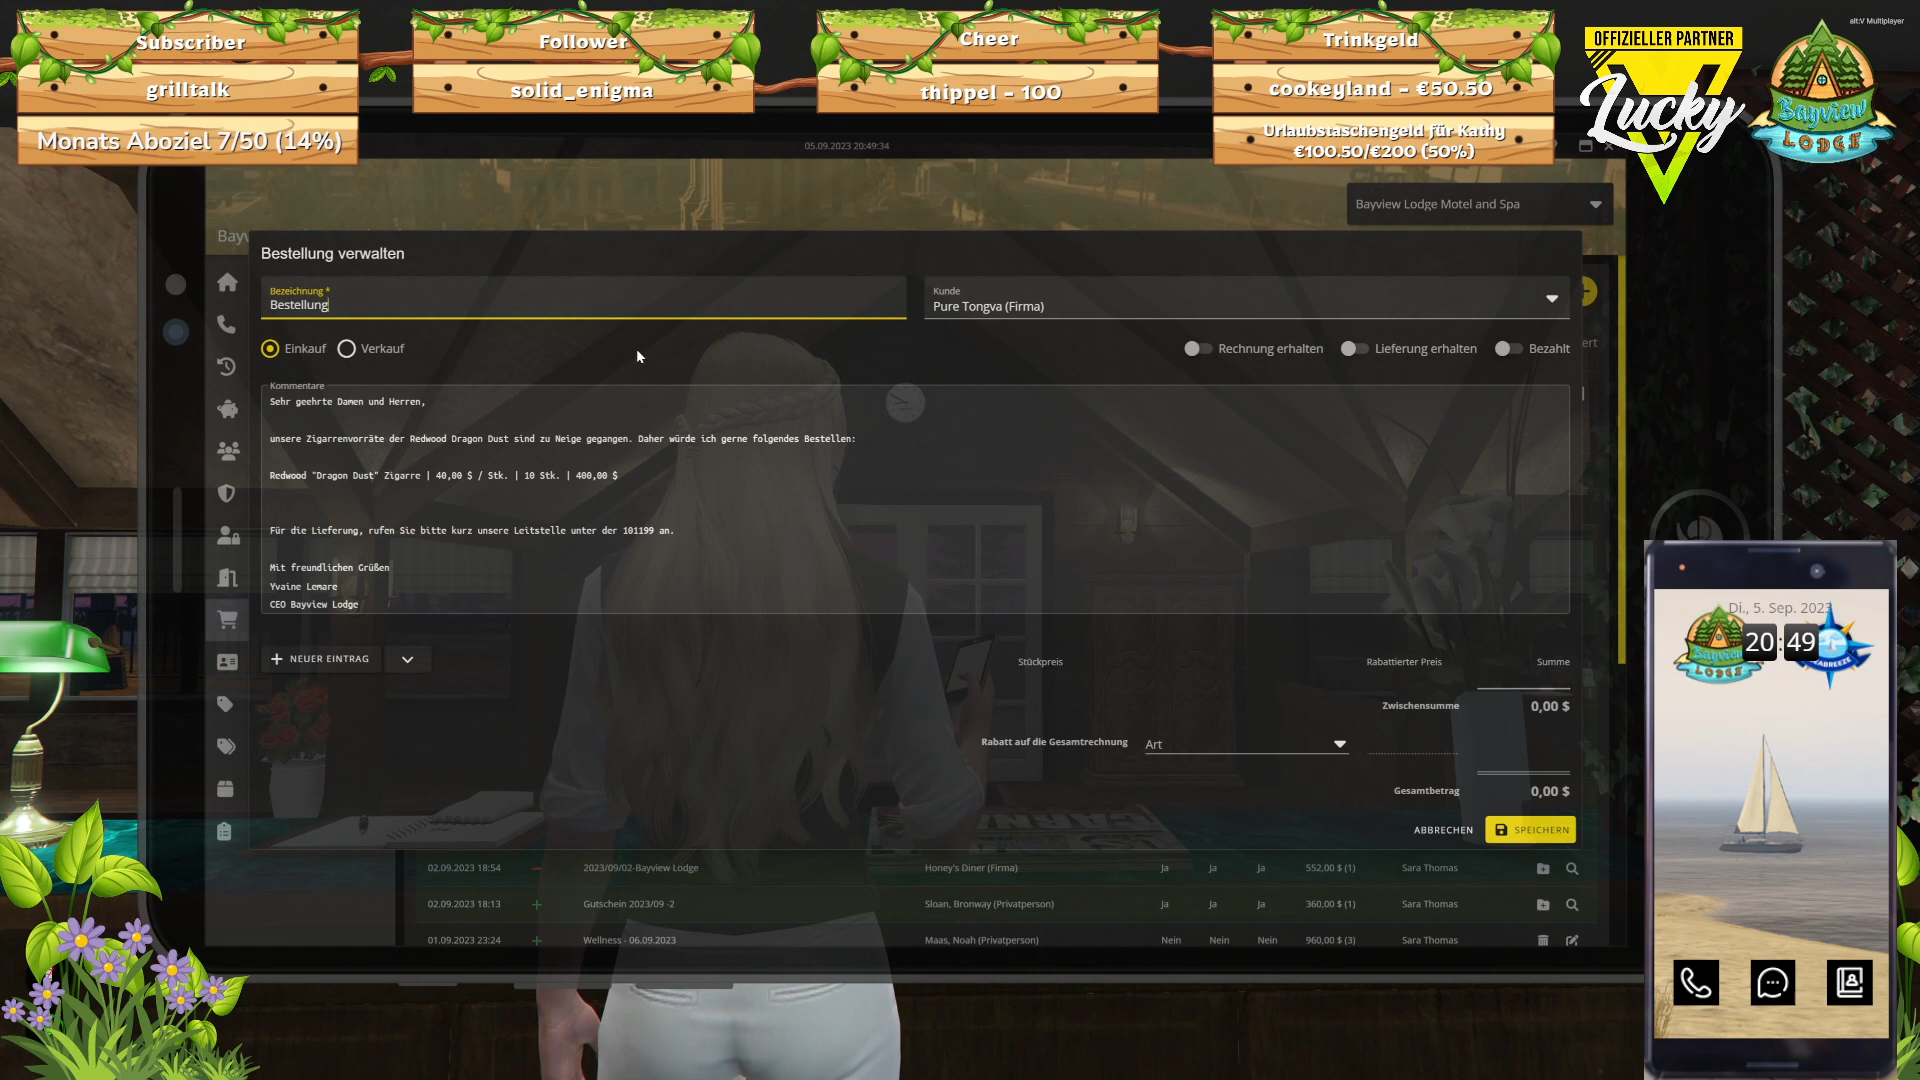 alt:V Multiplayer
Subscriber
grilltalk
Monats Aboziel 7/50 (14%)
Follower
solid_enigma
Cheer
thippel - 100
Trinkgeld
cookeyland - €50.50
Urlaubstaschengeld für Kathy
€100.50/€200 (50%)
OFFIZIELLER PARTNER
Lucky
V
Bayview
LODGE
05.09.2023 20:49:34
Bayview Lodge Motel and Spa
Bayv
Bestellung verwalten
Bezeichnung *
Bestellung
Kunde
Pure Tongva (Firma)
Einkauf
Verkauf
Rechnung erhalten
Lieferung erhalten
Bezahlt
ert
Kommentare
Sehr geehrte Damen und Herren,
unsere Zigarrenvorräte der Redwood Dragon Dust sind zu Neige gegangen. Daher würde ich gerne folgendes Bestellen:
Redwood "Dragon Dust" Zigarre | 40,00 $ / Stk. | 10 Stk. | 400,00 $
Für die Lieferung, rufen Sie bitte kurz unsere Leitstelle unter der 101199 an.
Mit freundlichen Grüßen
Yvaine Lemare
CEO Bayview Lodge
NEUER EINTRAG
Stückpreis
Rabattierter Preis
Summe
Zwischensumme
0,00 $
Rabatt auf die Gesamtrechnung
Art
Gesamtbetrag
0,00 $
ABBRECHEN
SPEICHERN
02.09.2023 18:54 2023/09/02-Bayview Lodge Honey's Diner (Firma) Ja Ja Ja 552,00 $ (1) Sara Thomas
02.09.2023 18:13 Gutschein 2023/09 -2 Sloan, Bronway (Privatperson) Ja Ja Ja 360,00 $ (1) Sara Thomas
01.09.2023 23:24 Wellness - 06.09.2023 Maas, Noah (Privatperson) Nein Nein Nein 960,00 $ (3) Sara Thomas
Di., 5. Sep. 2023
20:49
Bayview
LODGE
ABREEZE